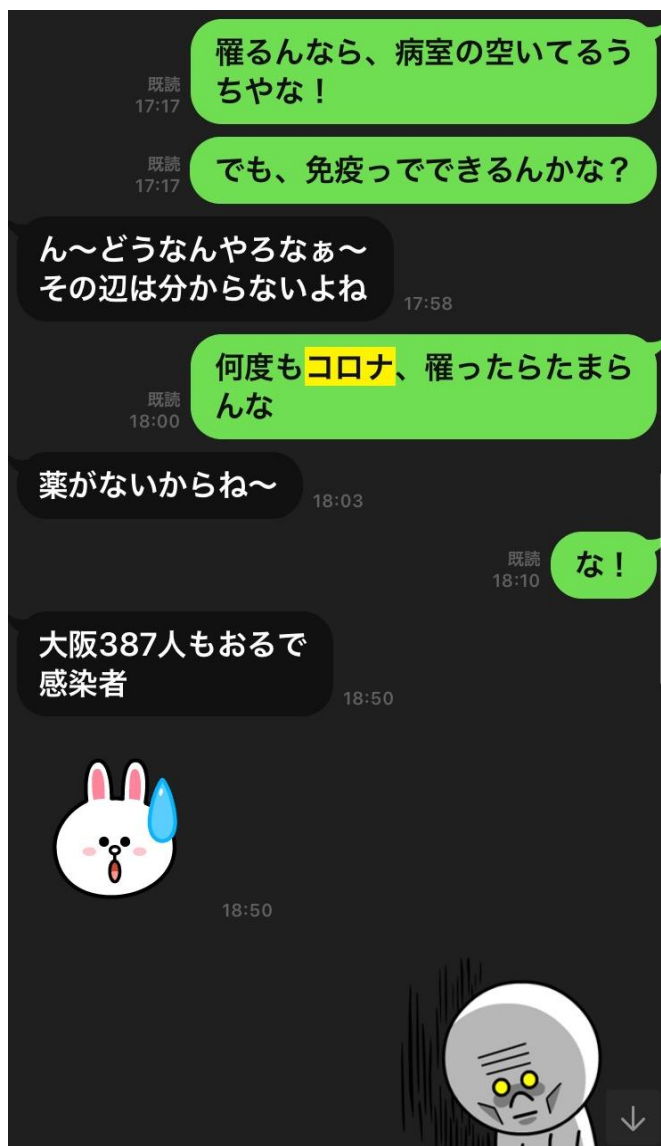 罹るんなら、病室の空いてるう
ちやな！
既読
17:17
でも、免疫っでできるんかな？
既読
17:17
ん〜どうなんやろなぁ〜
その辺は分からないよね
17:58
何度もコロナ、罹ったらたまら
んな
既読
18:00
薬がないからね〜
18:03
な！
既読
18:10
大阪387人もおるで
感染者
18:50
18:50